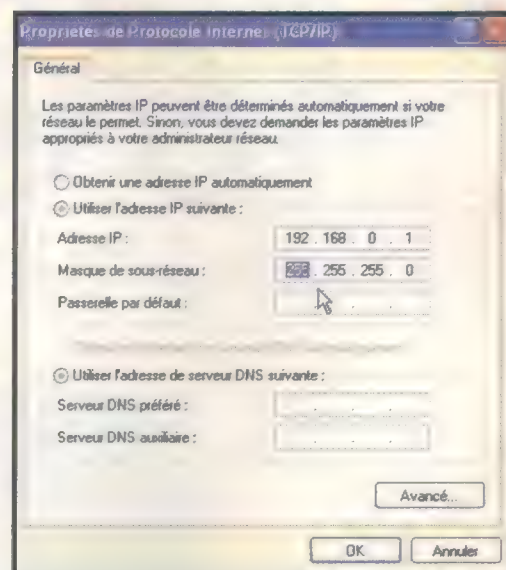 Propriétés de Protocole Internet (TCP/IP)
Général
Les paramètres IP peuvent être déterminés automatiquement si votre
réseau le permet. Sinon, vous devez demander les paramètres IP
appropriés à votre administrateur réseau.
Obtenir une adresse IP automatiquement
Utiliser l'adresse IP suivante :
Adresse IP : 192 . 168 . 0 . 1
Masque de sous-réseau : 255 . 255 . 255 . 0
Passerelle par défaut : . . .
Utiliser l'adresse de serveur DNS suivante :
Serveur DNS préféré : . . .
Serveur DNS auxiliaire : . . .
Avancé...
OK Annuler